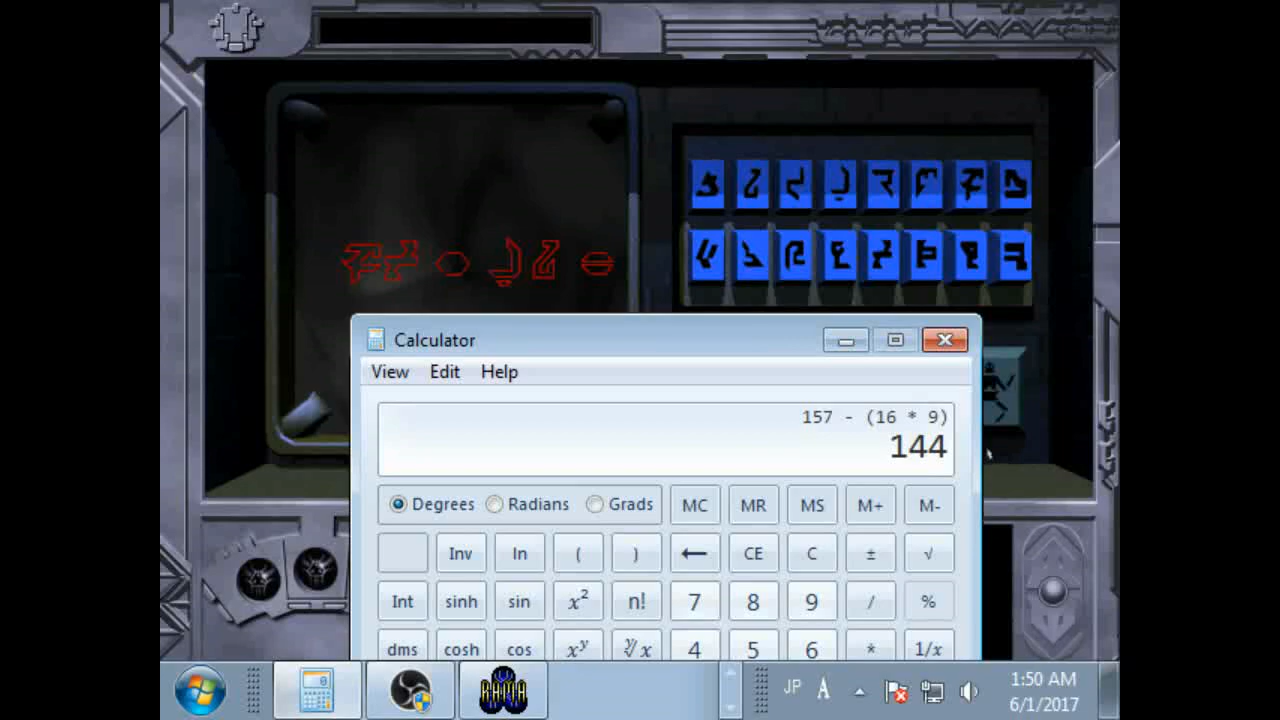 Calculator
View Edit Help
157 - (16 * 9)
144
Degrees Radians Grads MC MR MS M+ M-
Inv ln ( ) ← CE C ± √
Int sinh sin x² n! 7 8 9 / %
dms cosh cos xʸ ʸ√x 4 5 6 * 1/x
RAMA
JP A
1:50 AM
6/1/2017